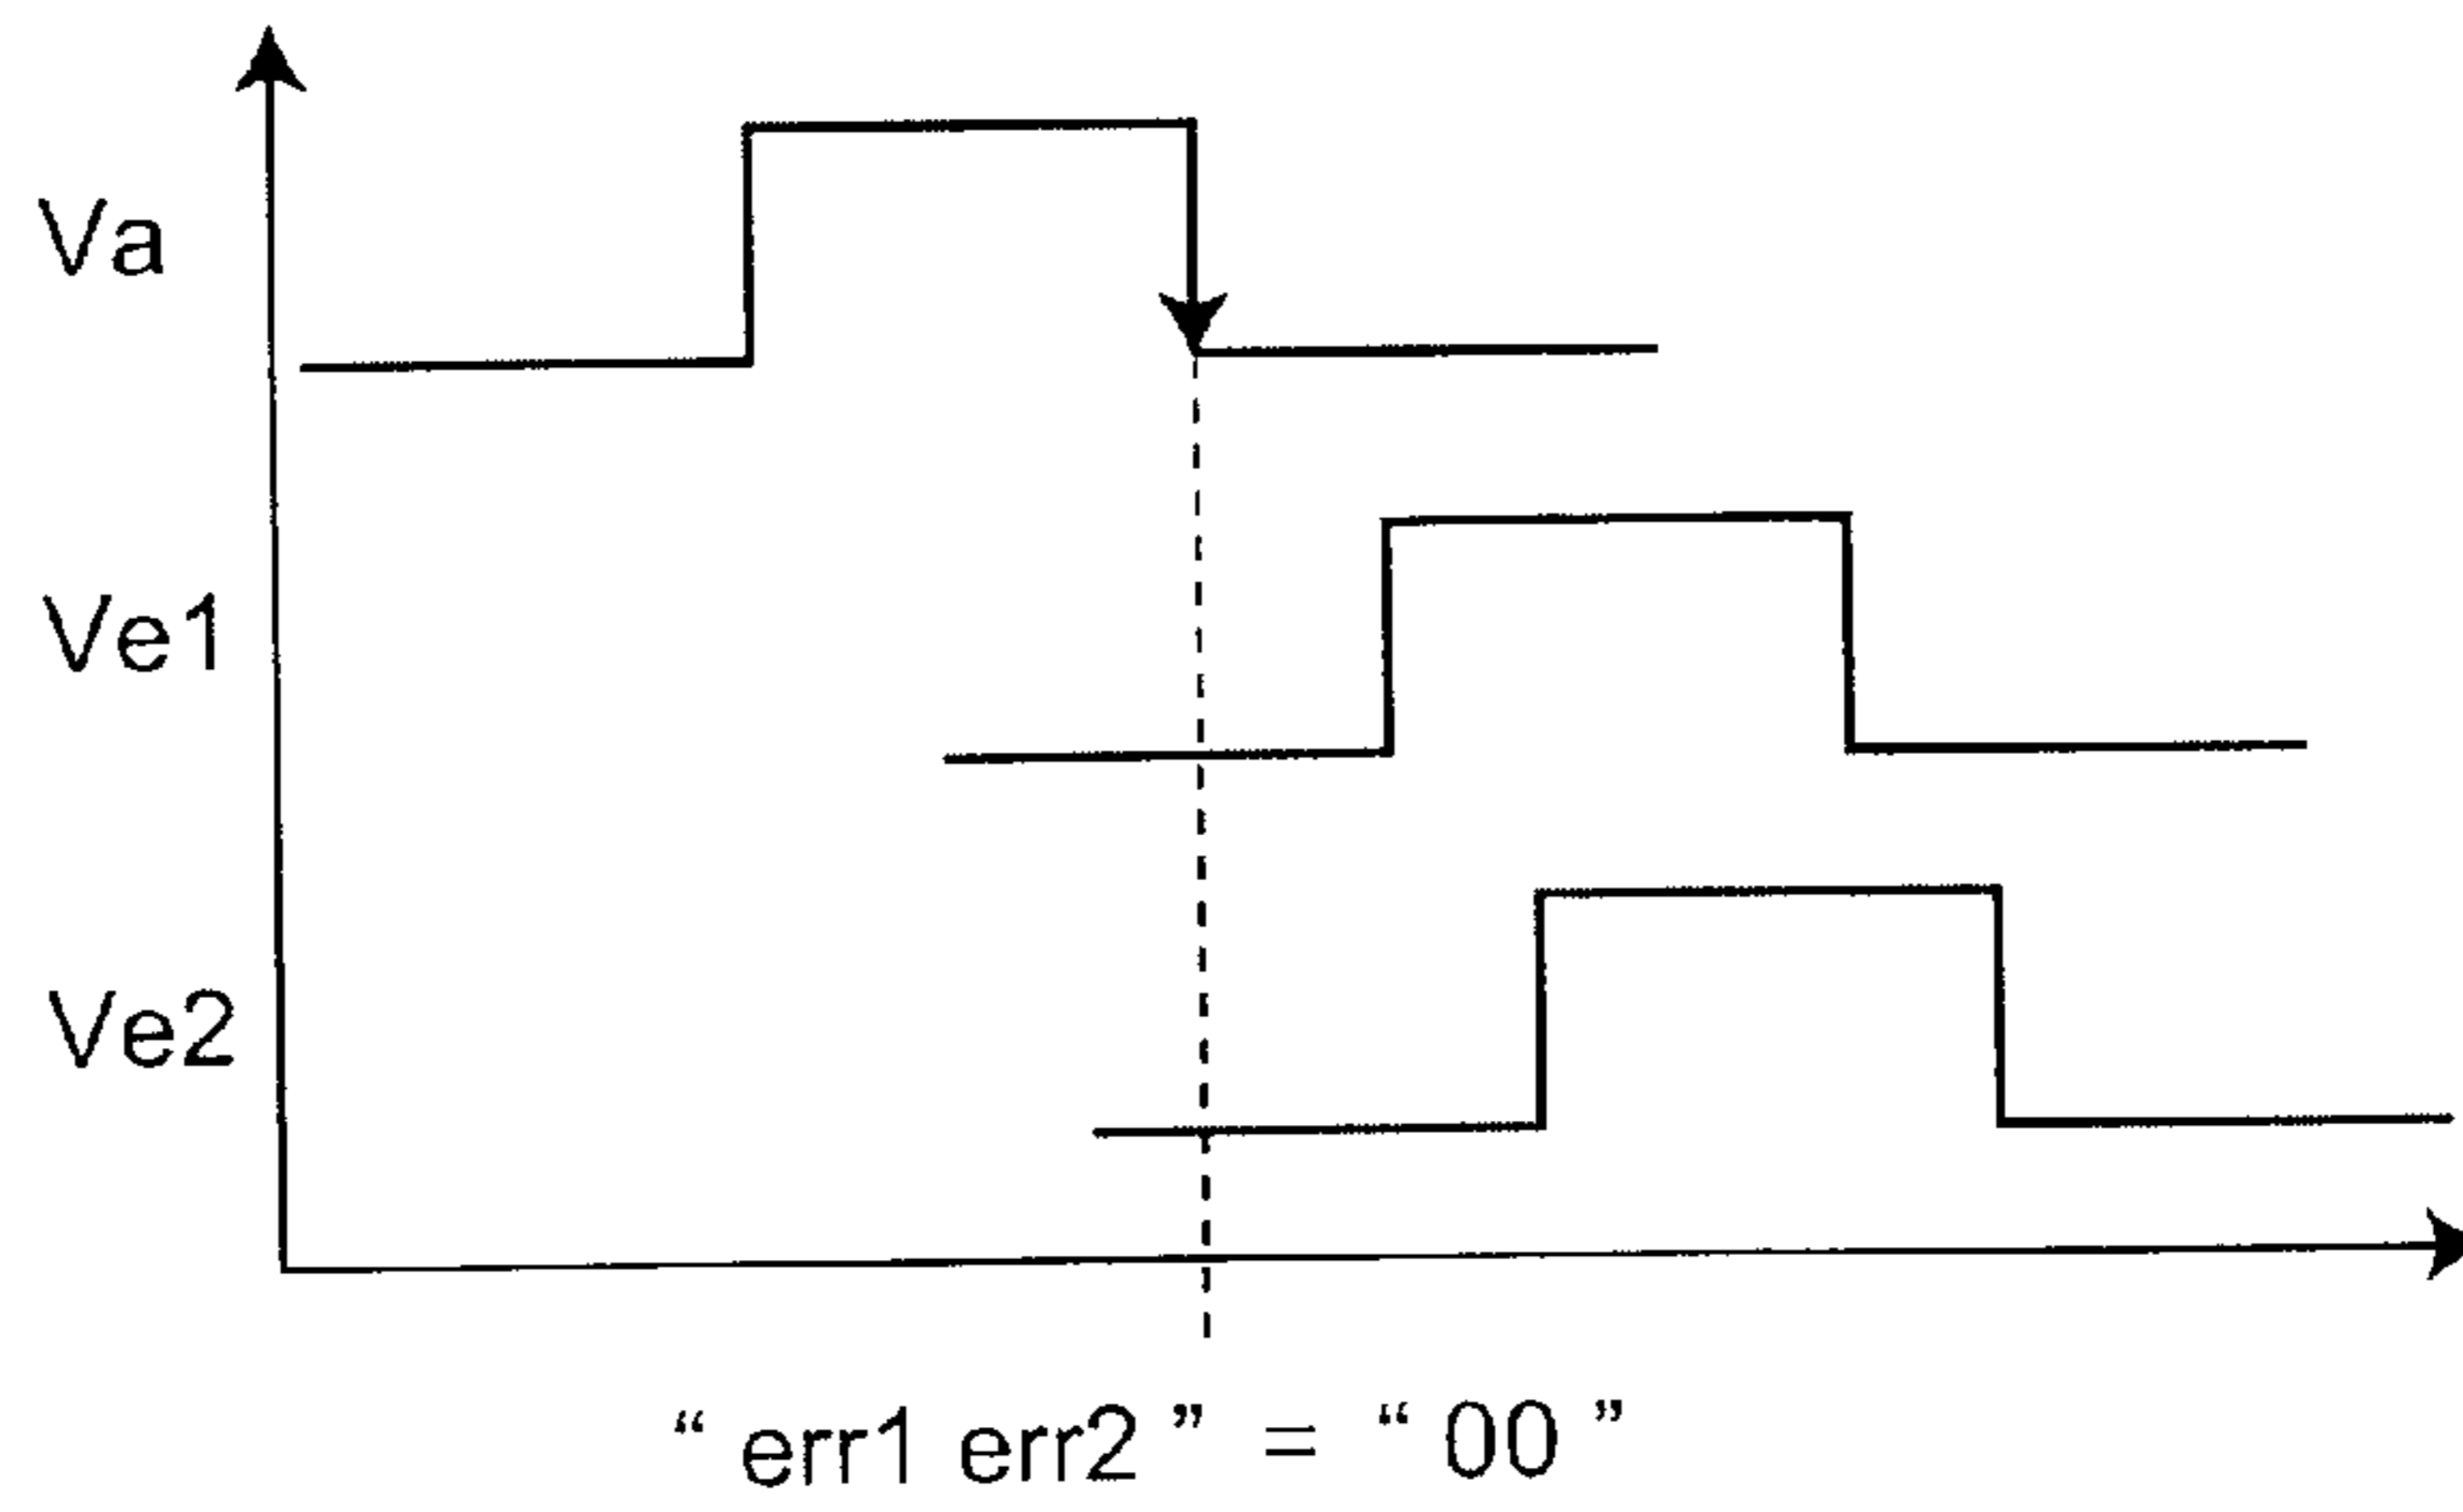 Va
Ve1
Ve2
“ err1 err2 ” = “ 00 ”